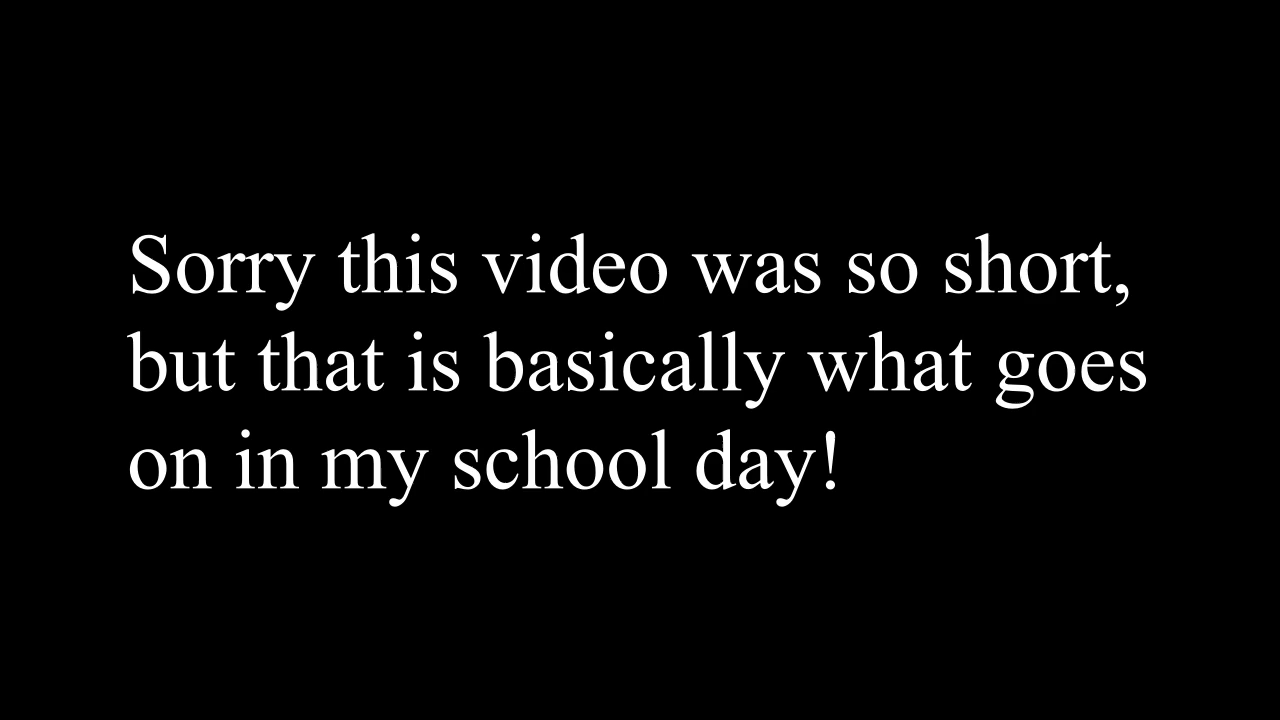 Sorry this video was so short,
but that is basically what goes
on in my school day!